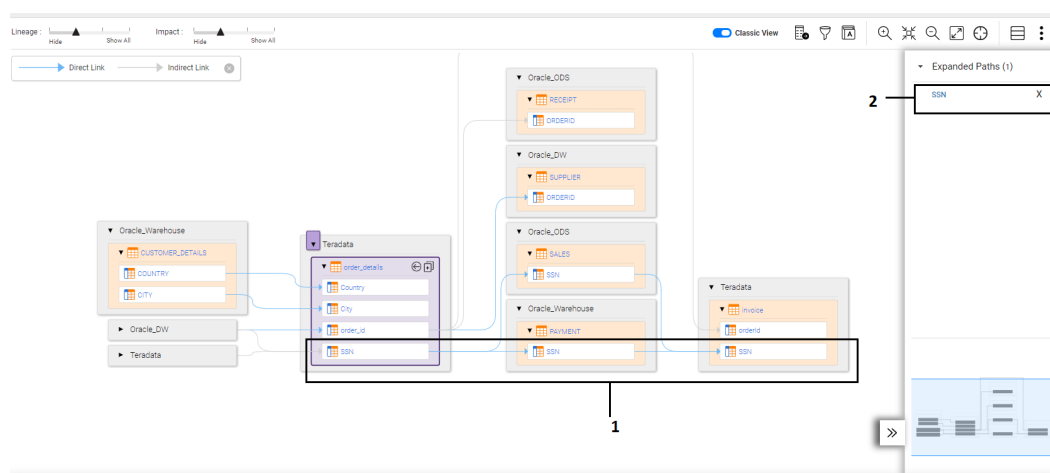 Lineage :
Hide
Show All
Impact :
Hide
Show All
Classic View
A
Direct Link
Indirect Link
Expanded Paths (1)
SSN X
2
Oracle_ODS
RECEIPT
ORDERID
Oracle_DW
SUPPLIER
ORDERID
Oracle_Warehouse
CUSTOMER_DETAILS
COUNTRY
CITY
Oracle_DW
Teradata
Teradata
order_details
Country
City
order_id
SSN
Oracle_ODS
SALES
SSN
Oracle_Warehouse
PAYMENT
SSN
Teradata
Invoice
orderid
SSN
1